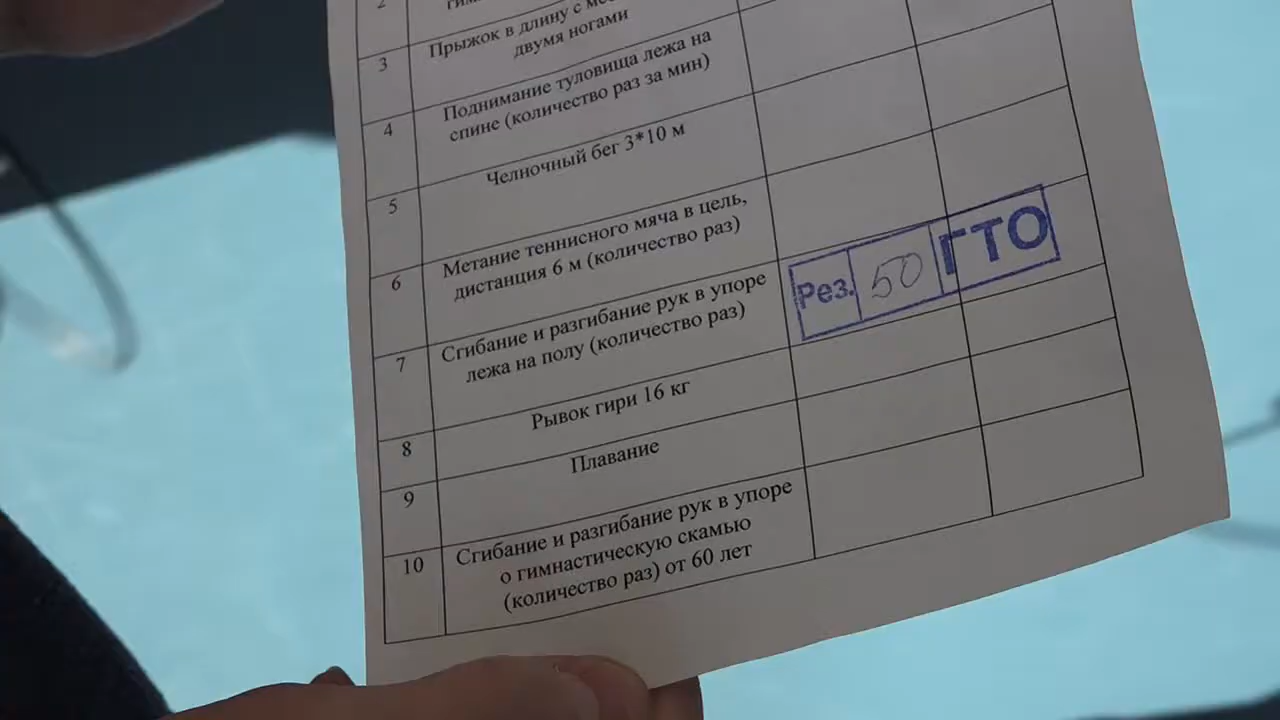 2
3
Прыжок в длину с
двумя ногами
4
Поднимание туловища лежа на
спине (количество раз за мин)
5
Челночный бег 3*10 м
6
Метание теннисного мяча в цель,
дистанция 6 м (количество раз)
7
Сгибание и разгибание рук в упоре
лежа на полу (количество раз)
Рез. 50 ГТО
8
Рывок гири 16 кг
9
Плавание
10
Сгибание и разгибание рук в упоре
о гимнастическую скамью
(количество раз) от 60 лет